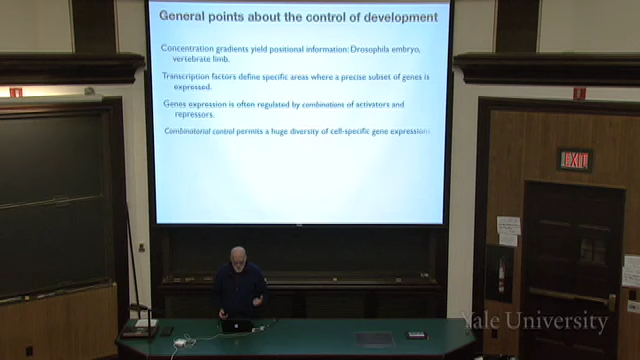 General points about the control of development
Concentration gradients yield positional information: Drosophila embryo,
vertebrate limb.
Transcription factors define specific areas where a precise subset of genes is
expressed.
Genes expression is often regulated by combinations of activators and
repressors.
Combinatorial control permits a huge diversity of cell-specific gene expressions
EXIT
Yale University